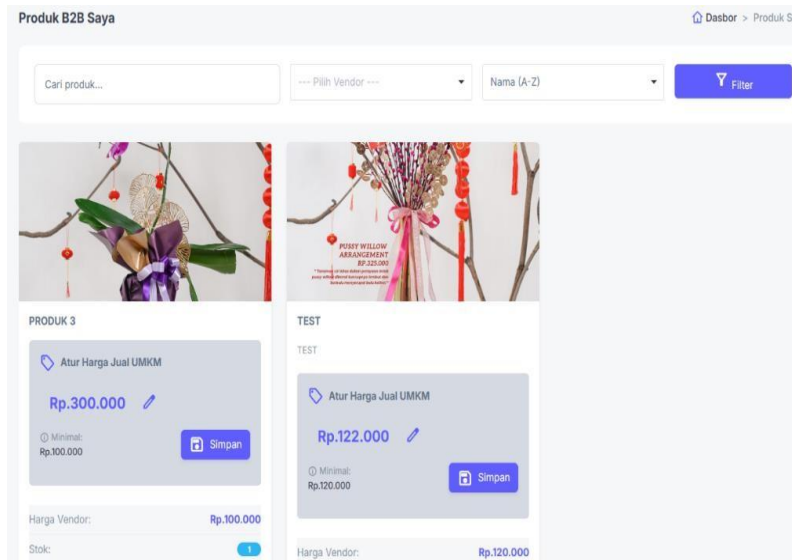 Produk B2B Saya
Dasbor > Produk S
Cari produk...
--- Pilih Vendor ---
Nama (A-Z)
Filter
PUSSY WILLOW
ARRANGEMENT
RP.325.000
PRODUK 3
Atur Harga Jual UMKM
Rp.300.000
Minimal:
Rp.100.000
Simpan
Harga Vendor: Rp.100.000
Stok: 1
TEST
TEST
Atur Harga Jual UMKM
Rp.122.000
Minimal:
Rp.120.000
Simpan
Harga Vendor: Rp.120.000